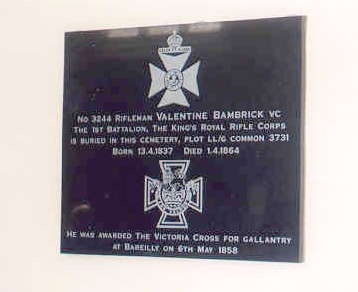 No 3244 Rifleman Valentine Bambrick VC
The 1st Battalion, The King's Royal Rifle Corps
is buried in this cemetery, plot LL/G common 3731
Born 13.4.1837 Died 1.4.1864
He was awarded The Victoria Cross for gallantry
at Bareilly on 6th May 1858